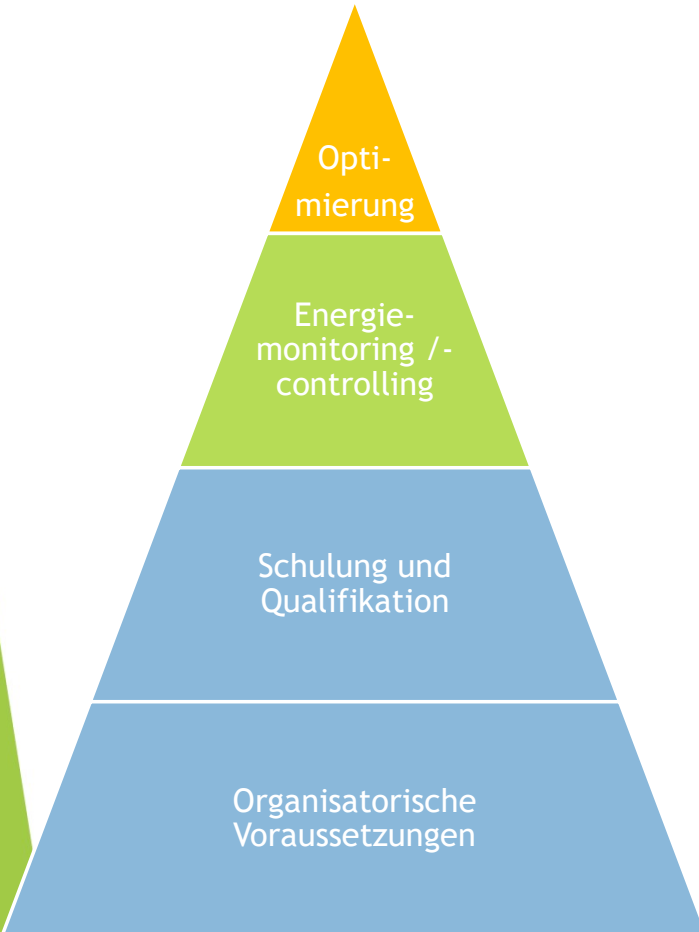 Opti-
mierung
Energie-
monitoring /-
controlling
Schulung und
Qualifikation
Organisatorische
Voraussetzungen